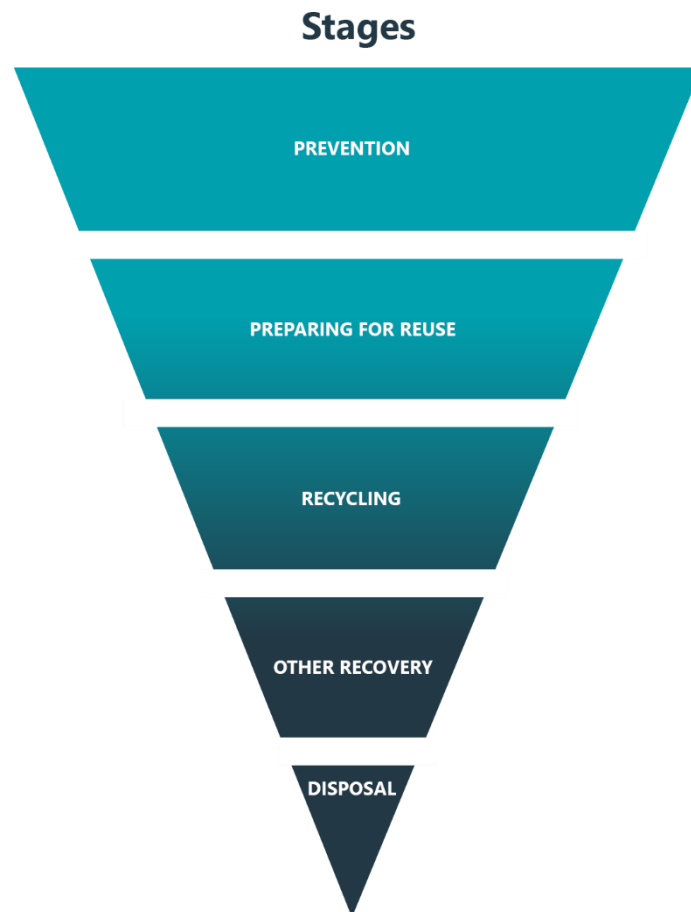 Stages
PREVENTION
PREPARING FOR REUSE
RECYCLING
OTHER RECOVERY
DISPOSAL